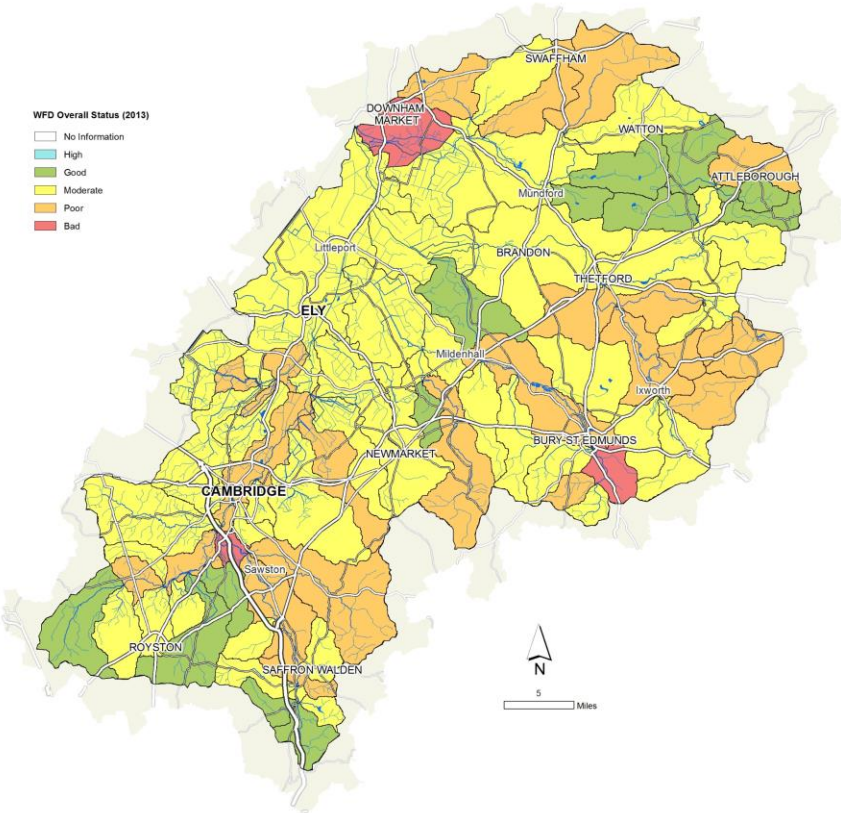 SWAFFHAM
DOWNHAM
MARKET
WFD Overall Status (2013)
No Information
High
Good
Moderate
Poor
Bad
WATTON
ATTLEBOROUGH
Mundford
Littleport
BRANDON
THETFORD
ELY
Mildenhall
Ixworth
BURY ST EDMUNDS
NEWMARKET
CAMBRIDGE
Sawston
ROYSTON
SAFFRON WALDEN
N
5
Miles